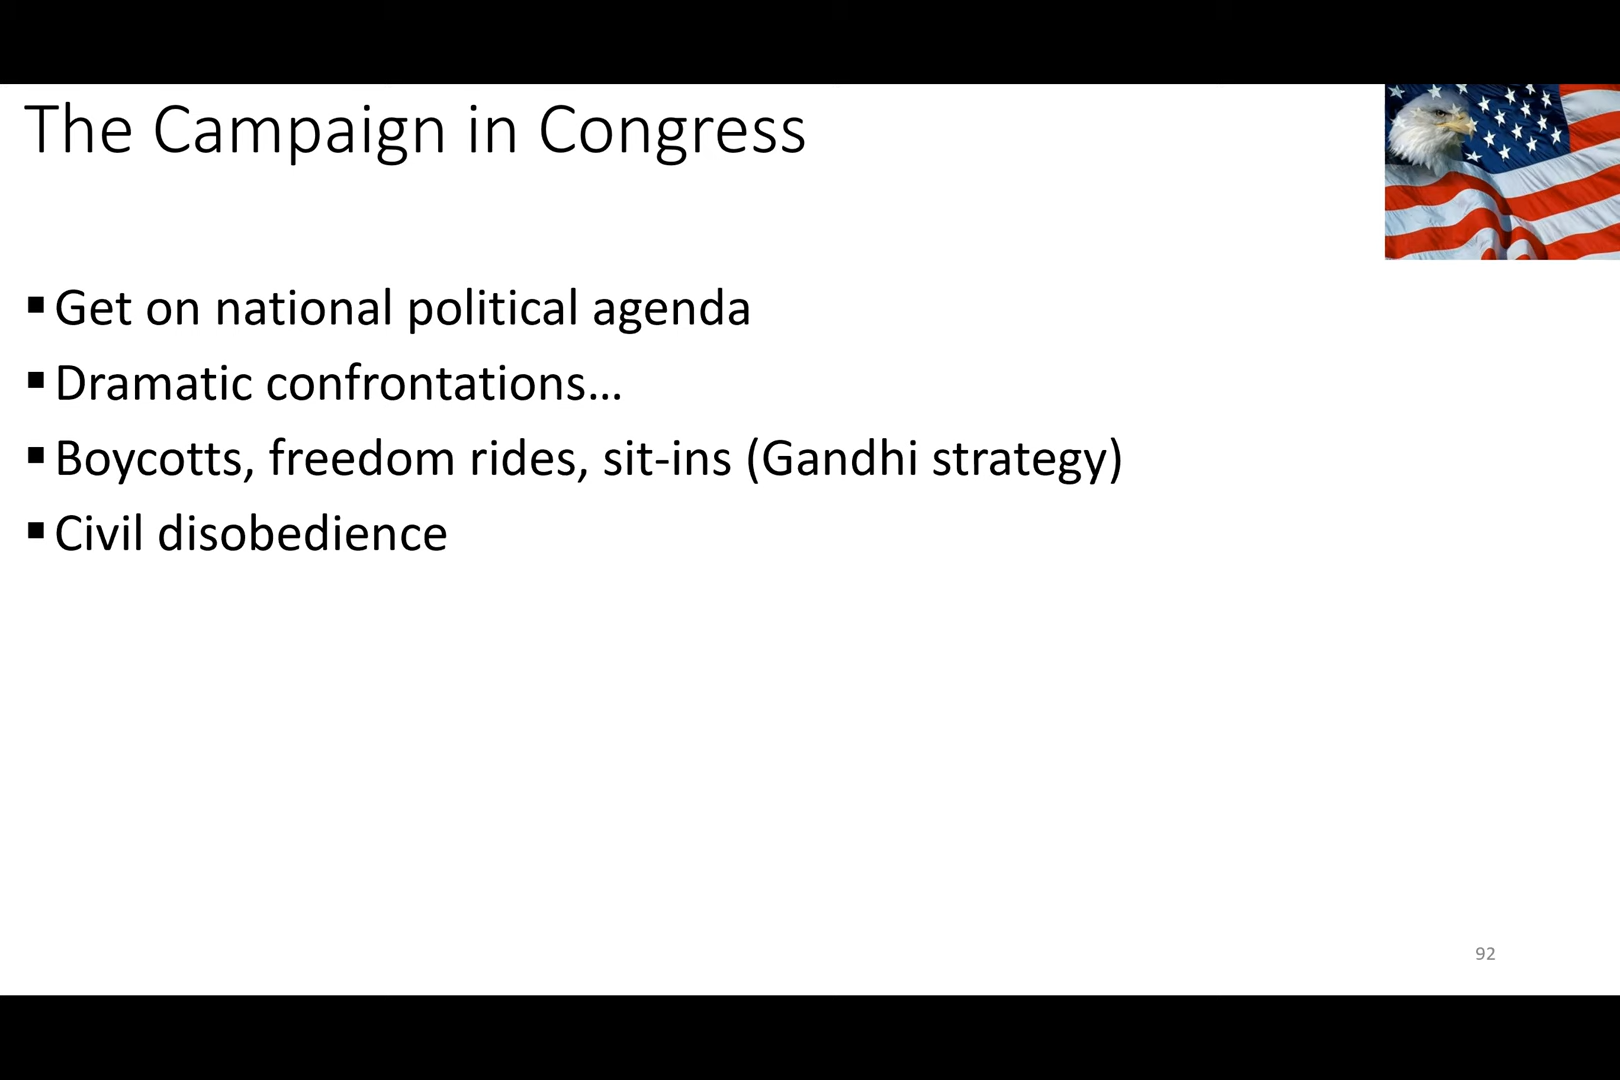 The Campaign in Congress
▪Get on national political agenda
▪Dramatic confrontations…
▪Boycotts, freedom rides, sit-ins (Gandhi strategy)
▪Civil disobedience
92